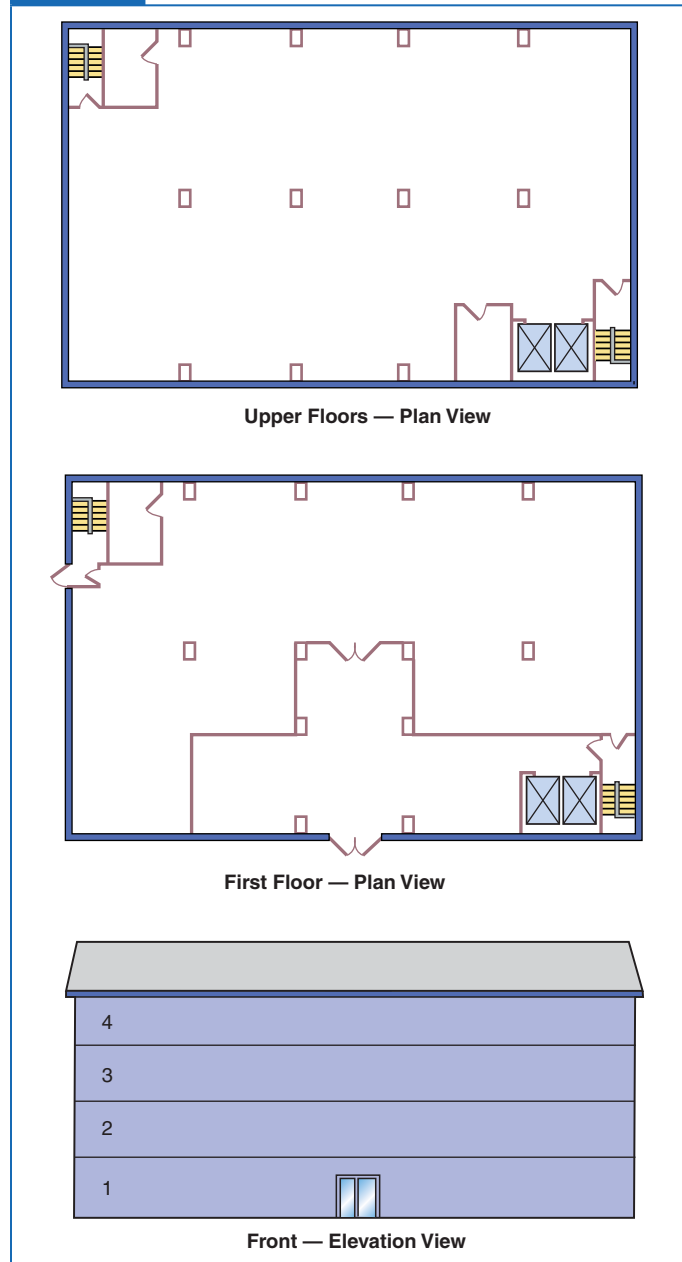 Upper Floors — Plan View
First Floor — Plan View
4
3
2
1
Front — Elevation View